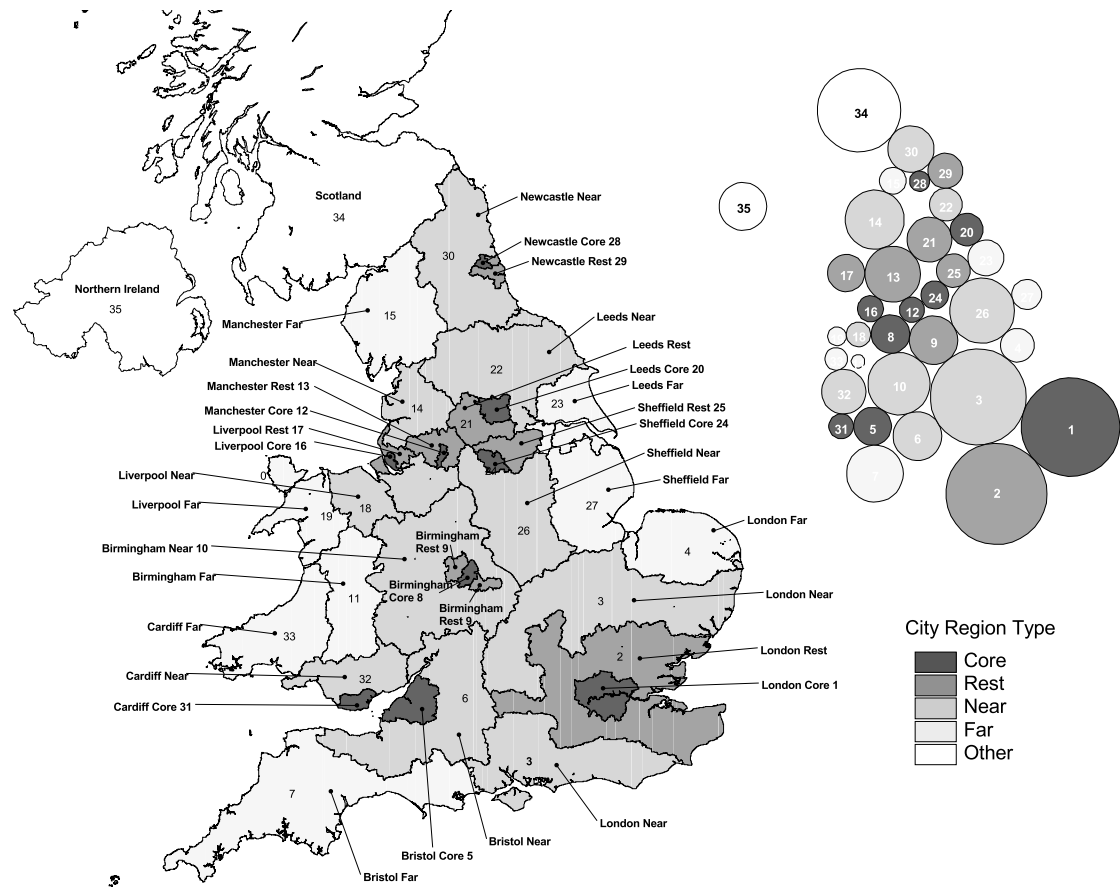 34
30
29
28
22
35
14
20
21
23
17
13
25
24
16
12
26
27
18
8
9
32
10
3
31
5
6
1
7
2
Scotland
34
Newcastle Near
30
Newcastle Core 28
Newcastle Rest 29
Northern Ireland
35
Manchester Far
15
Leeds Near
Leeds Rest
Manchester Near
22
Leeds Core 20
Leeds Far
Manchester Rest 13
14
23
Sheffield Rest 25
Manchester Core 12
21
Sheffield Core 24
Liverpool Rest 17
Liverpool Core 16
Sheffield Near
Liverpool Near
0
Sheffield Far
Liverpool Far
18
19
27
26
London Far
Birmingham
Rest 9
Birmingham Near 10
4
Birmingham Far
Birmingham
Core 8
11
Birmingham
Rest 9
3
London Near
Cardiff Far
33
2
London Rest
Cardiff Near
32
London Core 1
6
Cardiff Core 31
3
7
London Near
Bristol Near
Bristol Core 5
Bristol Far
City Region Type
Core
Rest
Near
Far
Other